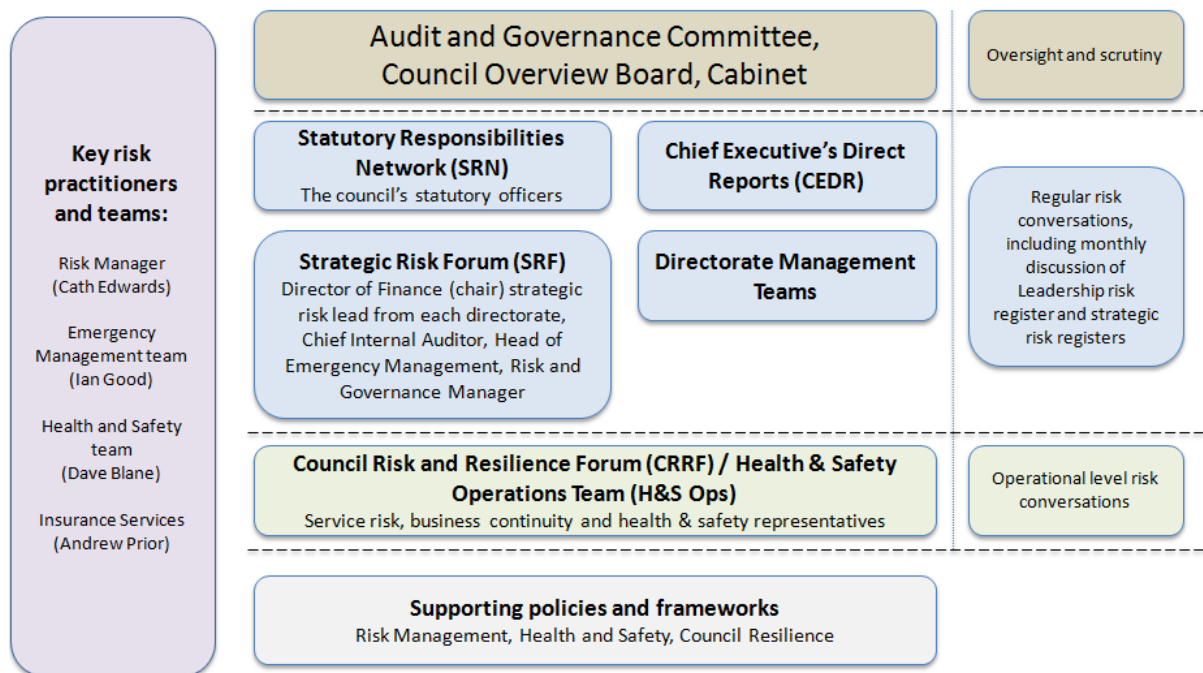 Key risk
practitioners
and teams:
Risk Manager
(Cath Edwards)
Emergency
Management team
(Ian Good)
Health and Safety
team
(Dave Blane)
Insurance Services
(Andrew Prior)
Audit and Governance Committee,
Council Overview Board, Cabinet
Oversight and scrutiny
Statutory Responsibilities
Network (SRN)
The council's statutory officers
Chief Executive's Direct
Reports (CEDR)
Strategic Risk Forum (SRF)
Director of Finance (chair) strategic
risk lead from each directorate,
Chief Internal Auditor, Head of
Emergency Management, Risk and
Governance Manager
Directorate Management
Teams
Regular risk
conversations,
including monthly
discussion of
Leadership risk
register and strategic
risk registers
Council Risk and Resilience Forum (CRRF) / Health & Safety
Operations Team (H&S Ops)
Service risk, business continuity and health & safety representatives
Operational level risk
conversations
Supporting policies and frameworks
Risk Management, Health and Safety, Council Resilience